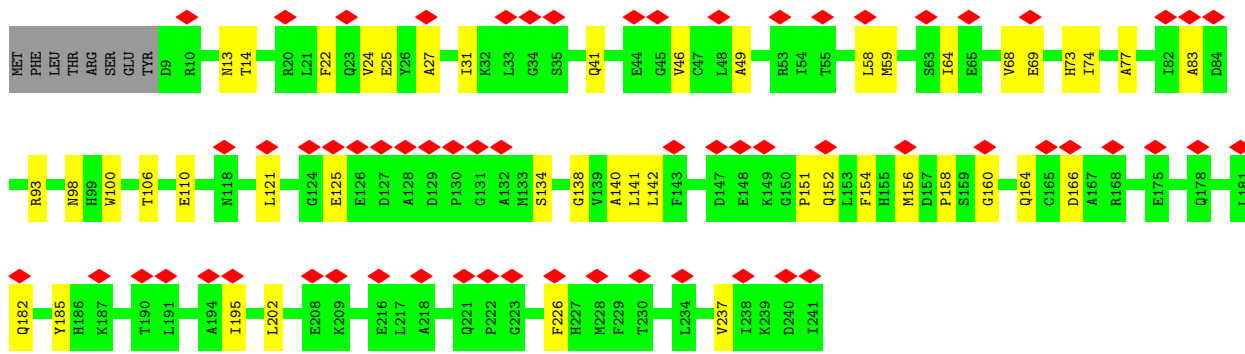 MET PHE LEU THR ARG SER GLU TYR D9 R10 N13 T14 R20 L21 F22 Q23 V24 E25 Y26 A27 I31 K32 L33 G34 S35 Q41 E44 G45 V46 C47 L48 A49 R53 I54 T55 L58 M59 S63 I64 E65 V68 E69 H73 I74 A77 I82 A83 D84
R93 N98 H99 W100 T106 E110 N118 L121 G124 E125 E126 D127 A128 D129 P130 G131 A132 M133 S134 G138 V139 A140 L141 L142 F143 D147 E148 K149 G150 P151 Q152 L153 F154 H155 M156 D157 P158 S159 G160 Q164 C165 D166 A167 R168 E175 Q178 L181
Q182 Y185 H186 K187 T190 L191 A194 I195 L202 E208 K209 E216 L217 A218 Q221 P222 G223 F226 H227 M228 F229 T230 L234 V237 I238 K239 D240 I241